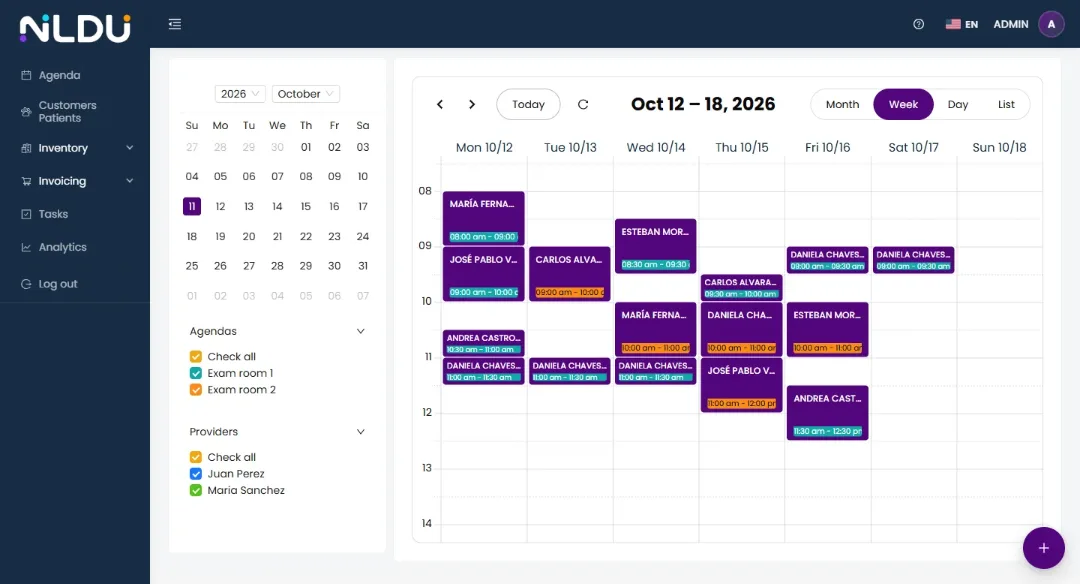 NILDU
EN
ADMIN
A
Agenda
Customers
Patients
Inventory
Invoicing
Tasks
Analytics
Log out
2026
October
Su Mo Tu We Th Fr Sa
27 28 29 30 01 02 03
04 05 06 07 08 09 10
11 12 13 14 15 16 17
18 19 20 21 22 23 24
25 26 27 28 29 30 31
01 02 03 04 05 06 07
Agendas
Check all
Exam room 1
Exam room 2
Providers
Check all
Juan Perez
Maria Sanchez
Today
Oct 12 – 18, 2026
Month
Week
Day
List
Mon 10/12
Tue 10/13
Wed 10/14
Thu 10/15
Fri 10/16
Sat 10/17
Sun 10/18
08
09
10
11
12
13
14
MARÍA FERNA...
08:00 am - 09:00
JOSÉ PABLO V...
09:00 am - 10:00
ANDREA CASTRO...
10:30 am - 11:00 am
DANIELA CHAVES...
11:00 am - 11:30 am
CARLOS ALVA...
09:00 am - 10:00
DANIELA CHAVES...
11:00 am - 11:30 am
ESTEBAN MOR...
08:30 am - 09:30
MARÍA FERNA...
10:00 am - 11:00 am
DANIELA CHAVES...
11:00 am - 11:30 am
CARLOS ALVARA...
09:30 am - 10:00 am
DANIELA CHA...
10:00 am - 11:00 am
JOSÉ PABLO V...
11:00 am - 12:00 pm
DANIELA CHAVES...
09:00 am - 09:30 am
ESTEBAN MOR...
10:00 am - 11:00 am
ANDREA CAST...
11:30 am - 12:30 pm
DANIELA CHAVES...
09:00 am - 09:30 am